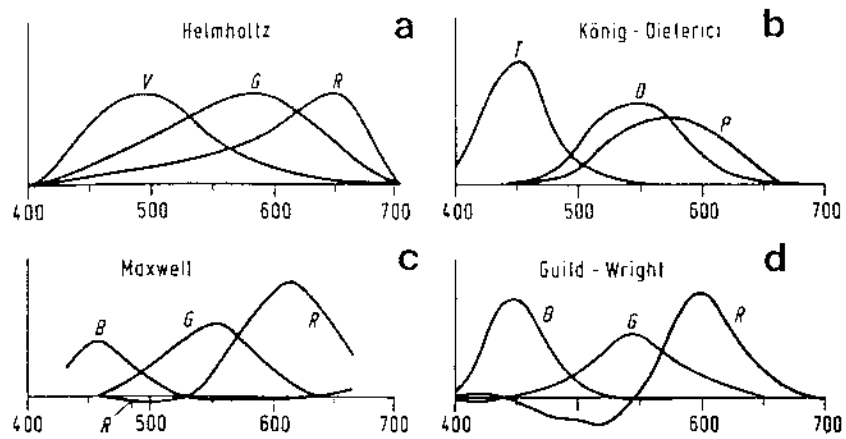 Helmholtz a
V G R
400 500 600 700
König - Dieterici b
T D P
400 500 600 700
Maxwell c
B G R
R
400 500 600 700
Guild - Wright d
B G R
400 500 600 700